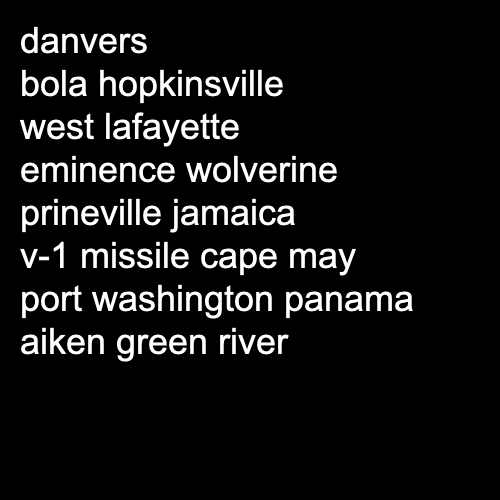 danvers
bola hopkinsville
west lafayette
eminence wolverine
prineville jamaica
v-1 missile cape may
port washington panama
aiken green river